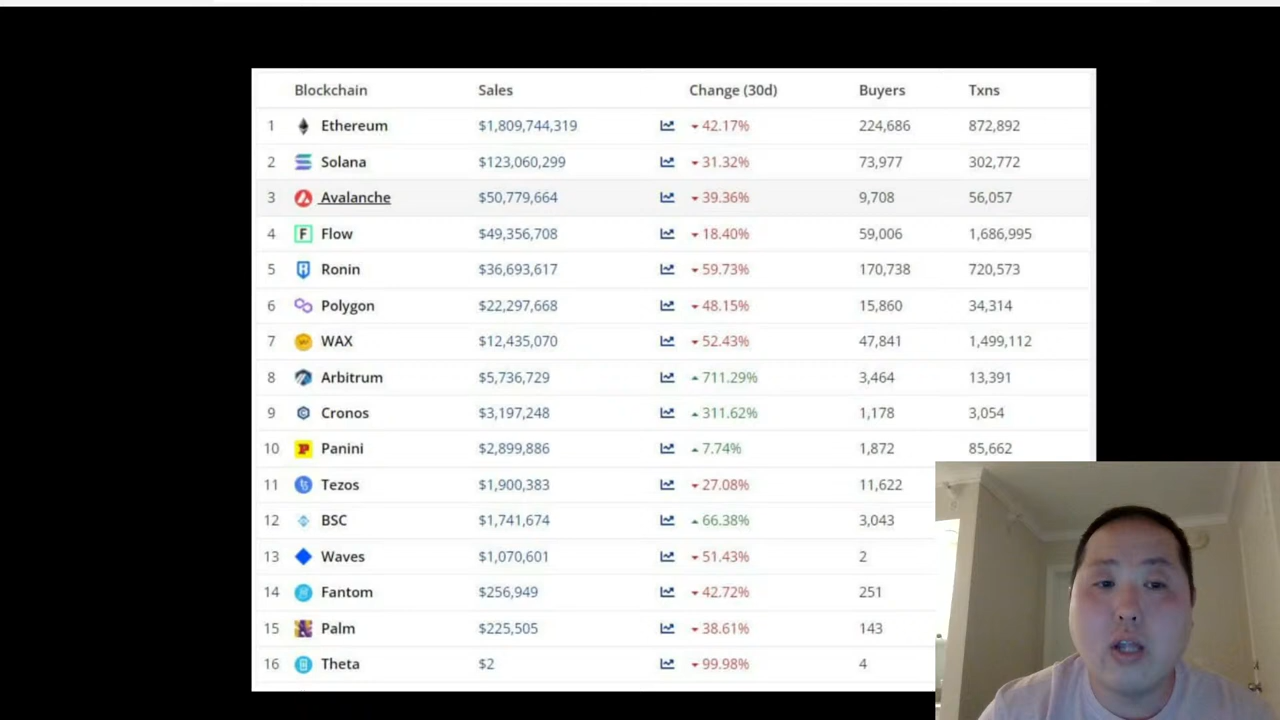 Blockchain Sales Change (30d) Buyers Txns
1 Ethereum $1,809,744,319 42.17% 224,686 872,892
2 Solana $123,060,299 31.32% 73,977 302,772
3 Avalanche $50,779,664 39.36% 9,708 56,057
4 Flow $49,356,708 18.40% 59,006 1,686,995
5 Ronin $36,693,617 59.73% 170,738 720,573
6 Polygon $22,297,668 48.15% 15,860 34,314
7 WAX $12,435,070 52.43% 47,841 1,499,112
8 Arbitrum $5,736,729 711.29% 3,464 13,391
9 Cronos $3,197,248 311.62% 1,178 3,054
10 Panini $2,899,886 7.74% 1,872 85,662
11 Tezos $1,900,383 27.08% 11,622
12 BSC $1,741,674 66.38% 3,043
13 Waves $1,070,601 51.43% 2
14 Fantom $256,949 42.72% 251
15 Palm $225,505 38.61% 143
16 Theta $2 99.98% 4